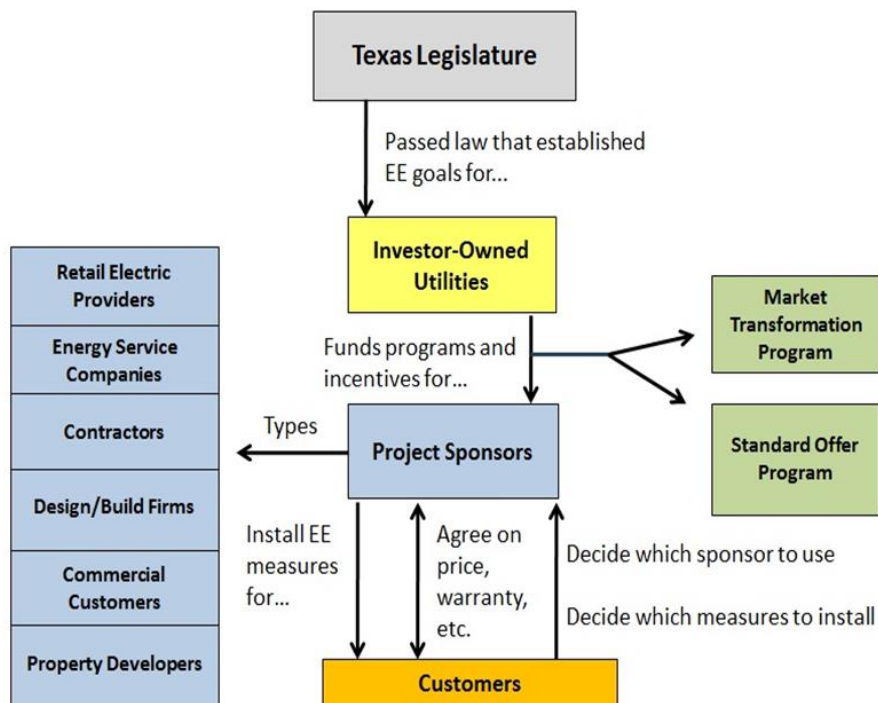 Texas Legislature
Passed law that established
EE goals for...
Investor-Owned
Utilities
Funds programs and
incentives for...
Market
Transformation
Program
Standard Offer
Program
Project Sponsors
Types
Retail Electric
Providers
Energy Service
Companies
Contractors
Design/Build Firms
Commercial
Customers
Property Developers
Install EE
measures
for...
Agree on
price,
warranty,
etc.
Decide which sponsor to use
Decide which measures to install
Customers